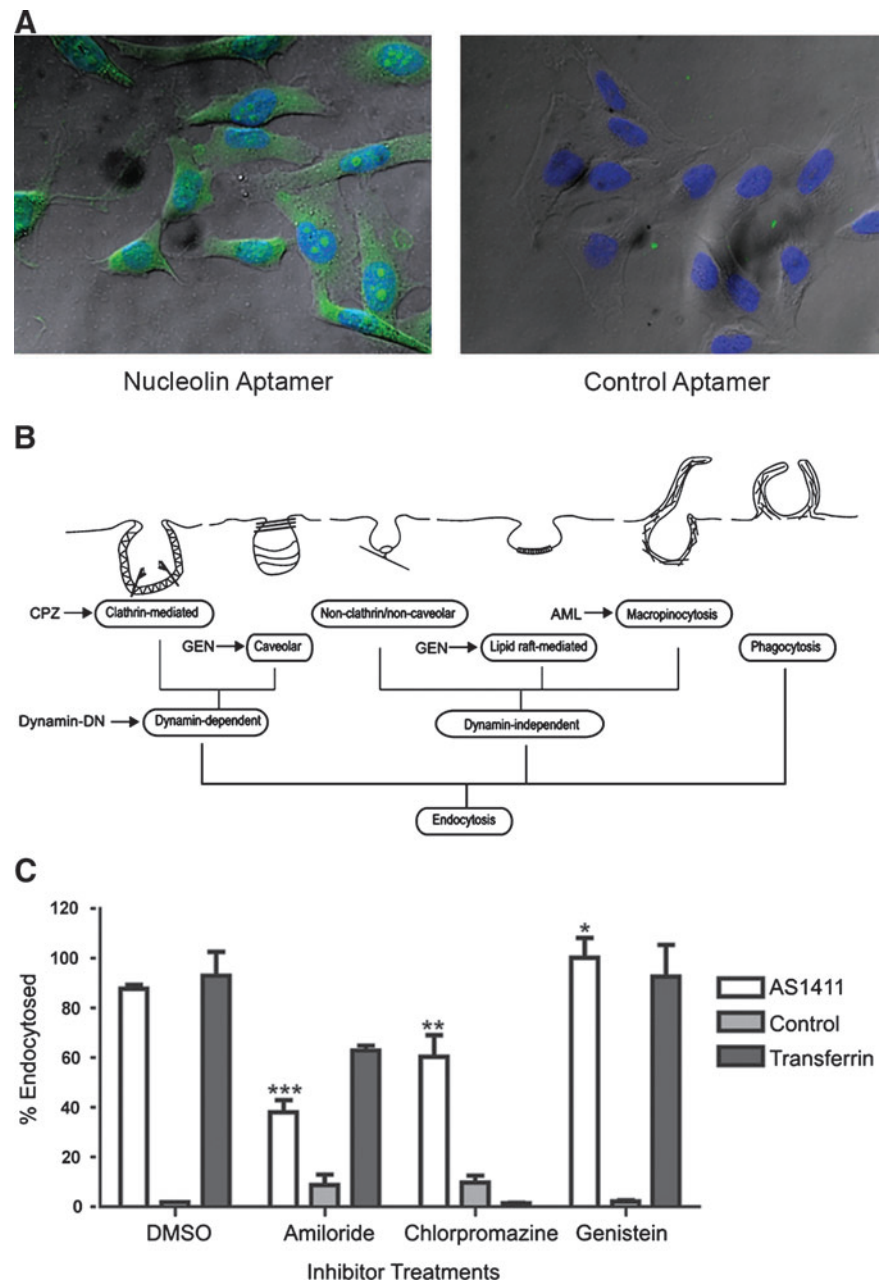 A
Nucleolin Aptamer
Control Aptamer
B
CPZ
Clathrin-mediated
Non-clathrin/non-caveolar
AML
Macropinocytosis
GEN
Caveolar
GEN
Lipid raft-mediated
Phagocytosis
Dynamin-DN
Dynamin-dependent
Dynamin-independent
Endocytosis
C
% Endocytosed
120
100
80
60
40
20
0
***
**
*
AS1411
Control
Transferrin
DMSO
Amiloride
Chlorpromazine
Genistein
Inhibitor Treatments